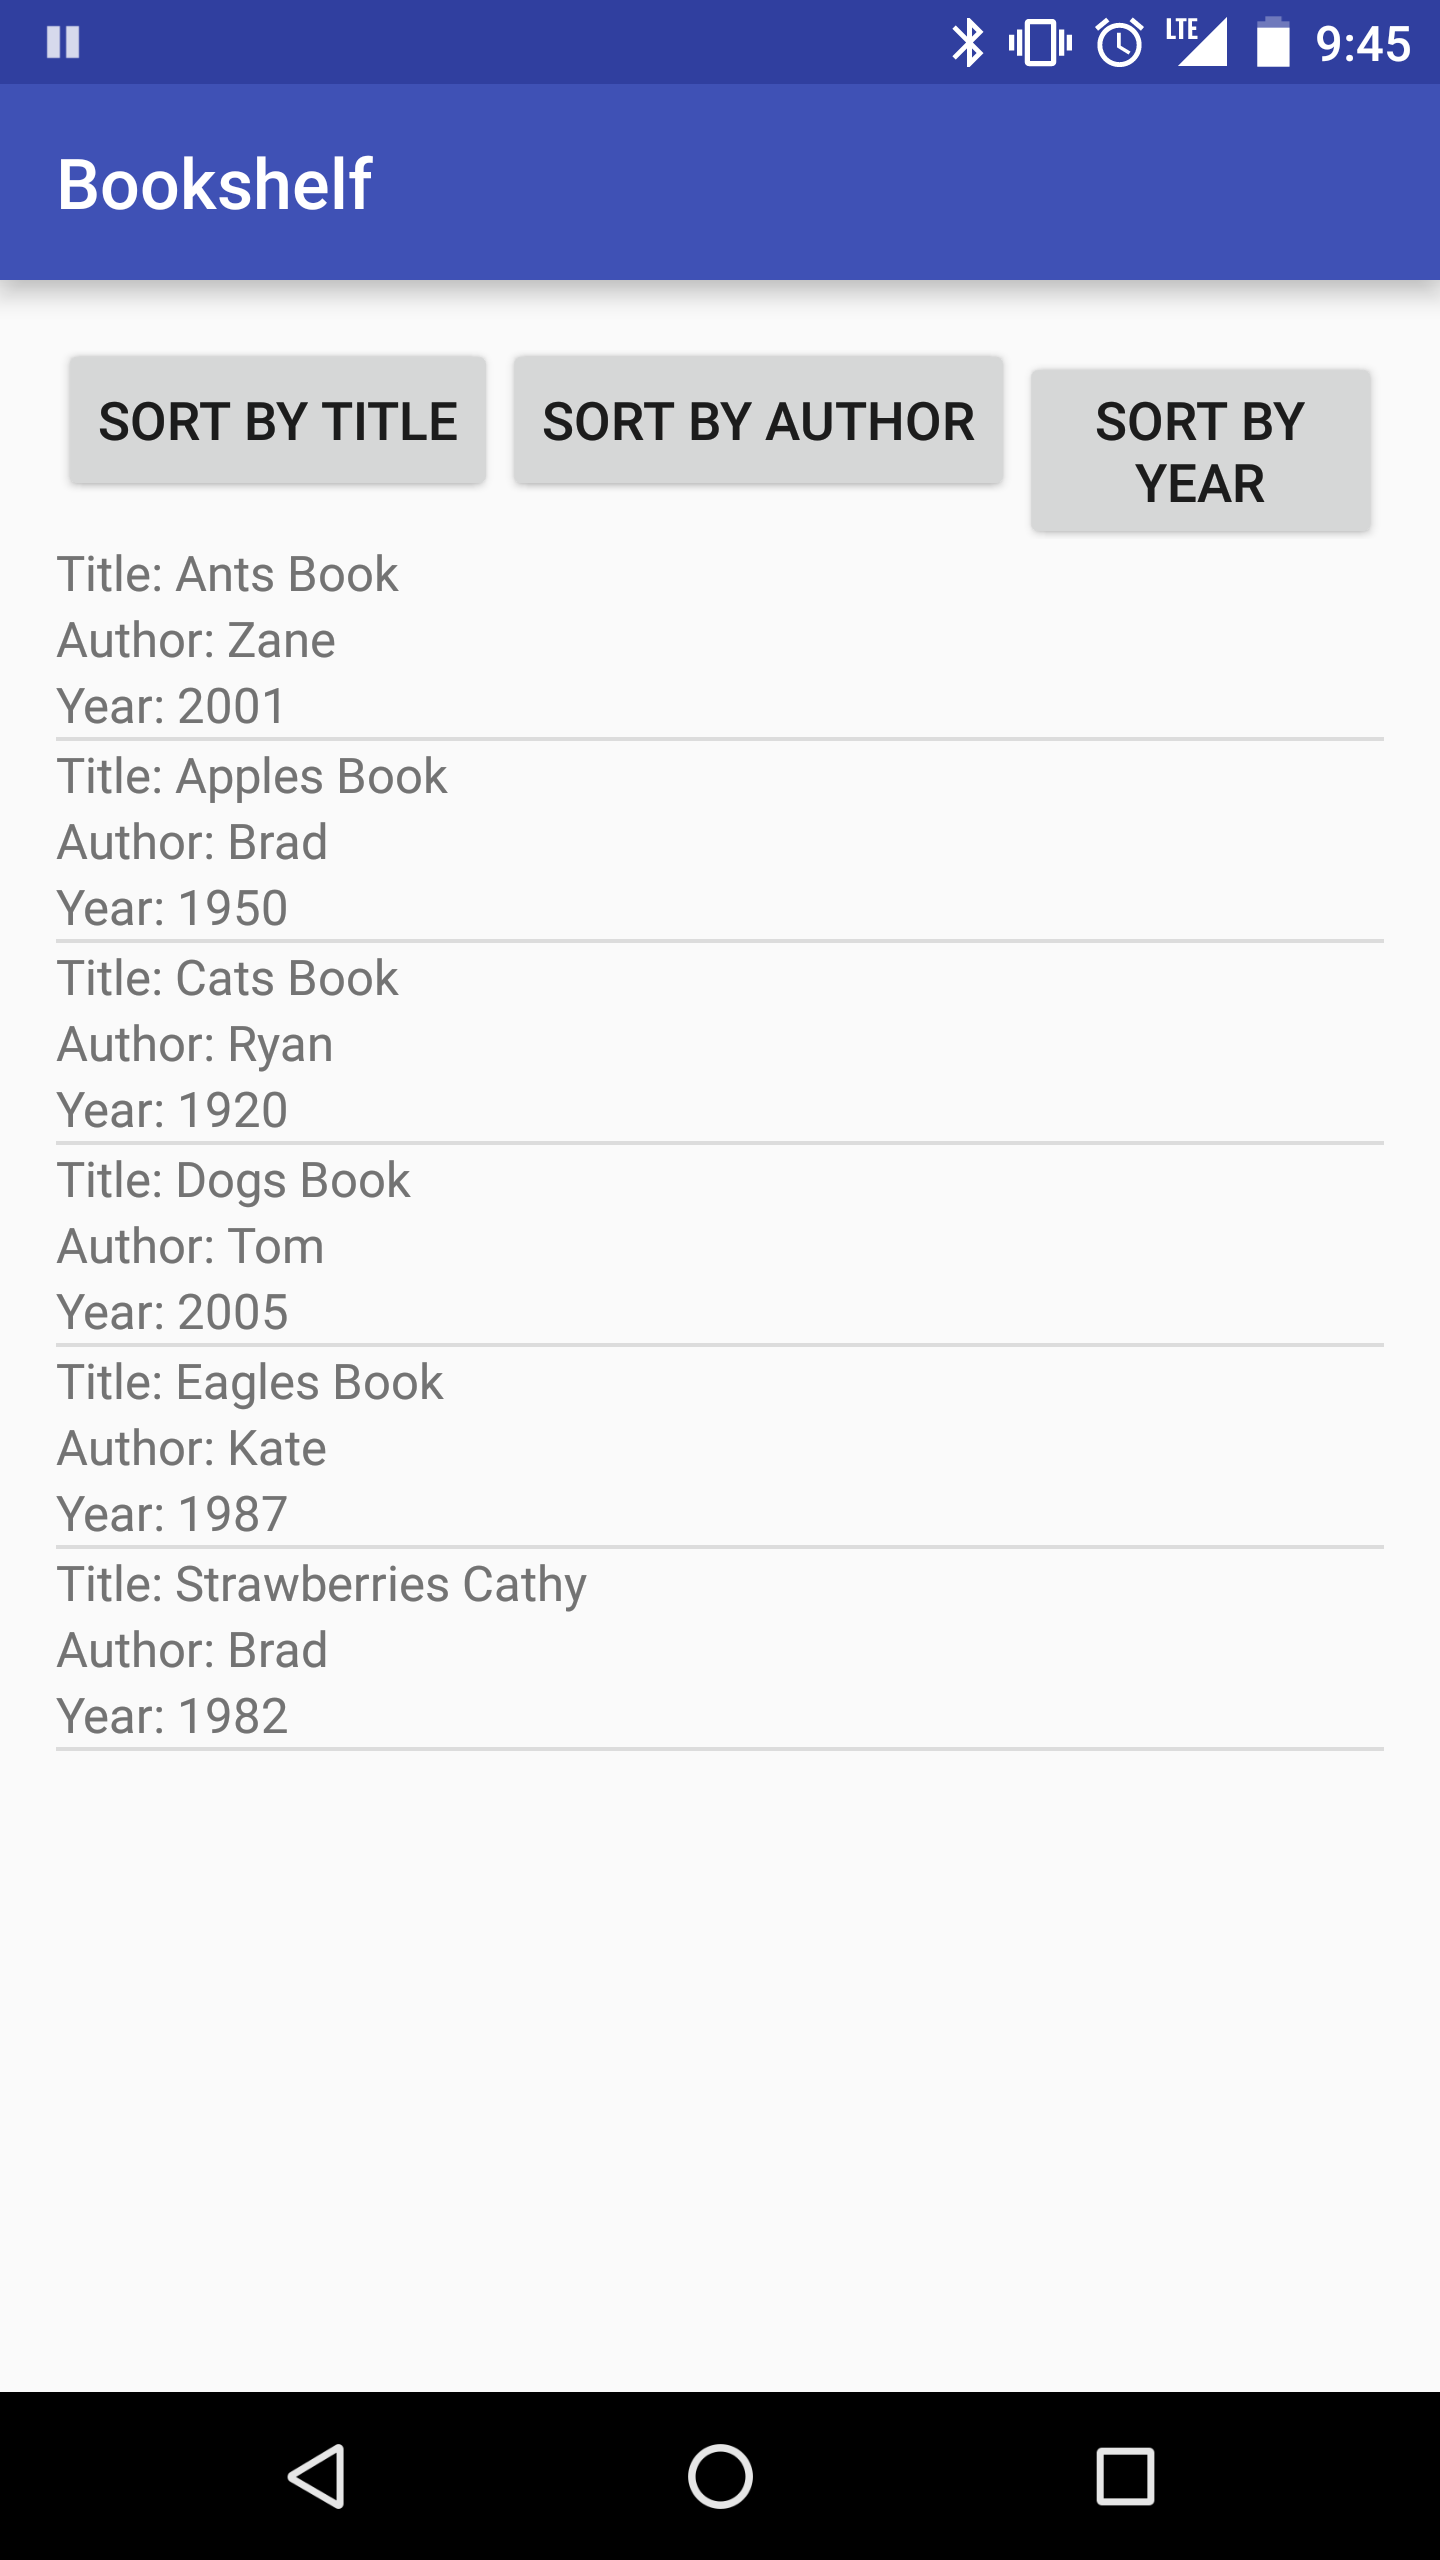 LTE 9:45
Bookshelf
SORT BY TITLE
SORT BY AUTHOR
SORT BY
YEAR
Title: Ants Book
Author: Zane
Year: 2001
Title: Apples Book
Author: Brad
Year: 1950
Title: Cats Book
Author: Ryan
Year: 1920
Title: Dogs Book
Author: Tom
Year: 2005
Title: Eagles Book
Author: Kate
Year: 1987
Title: Strawberries Cathy
Author: Brad
Year: 1982